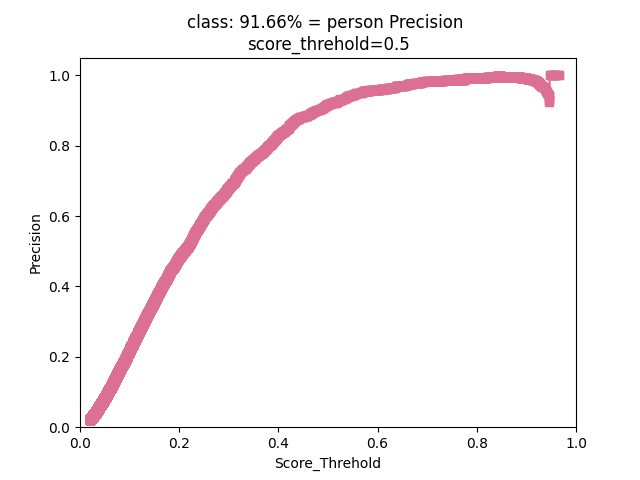 class: 91.66% = person Precision
score_threhold=0.5
1.0
0.8
0.6
0.4
0.2
0.0
Precision
0.0 0.2 0.4 0.6 0.8 1.0
Score_Threhold